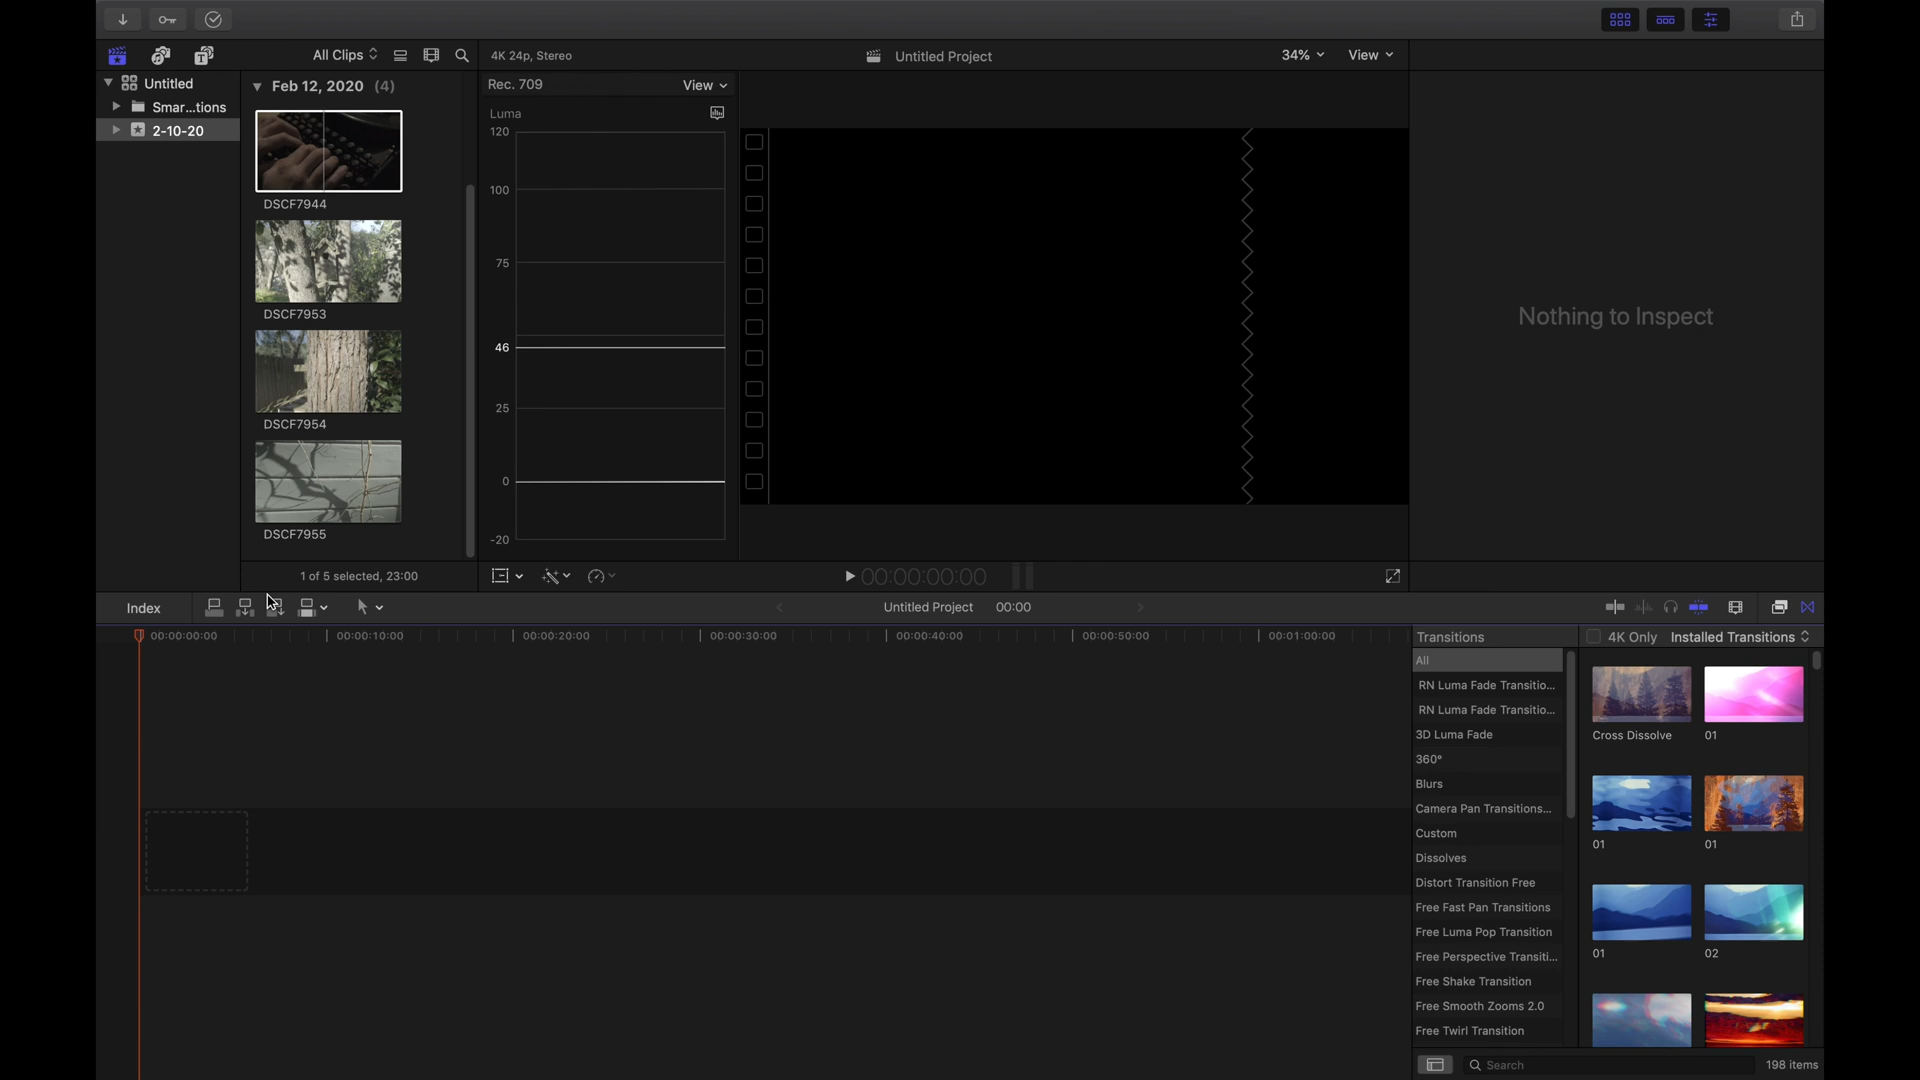 All Clips
4K 24p, Stereo
Untitled Project
34%
View
Untitled
Smar...tions
2-10-20
Feb 12, 2020 (4)
DSCF7944
DSCF7953
DSCF7954
DSCF7955
1 of 5 selected, 23:00
Rec. 709
View
Luma
120
100
75
46
25
0
-20
Nothing to Inspect
00:00:00:00
Index
Untitled Project 00:00
00:00:00:00
00:00:10:00
00:00:20:00
00:00:30:00
00:00:40:00
00:00:50:00
00:01:00:00
Transitions
All
RN Luma Fade Transitio...
RN Luma Fade Transitio...
3D Luma Fade
360°
Blurs
Camera Pan Transitions...
Custom
Dissolves
Distort Transition Free
Free Fast Pan Transitions
Free Luma Pop Transition
Free Perspective Transiti...
Free Shake Transition
Free Smooth Zooms 2.0
Free Twirl Transition
4K Only
Installed Transitions
Cross Dissolve
01
01
01
01
02
Search
198 items